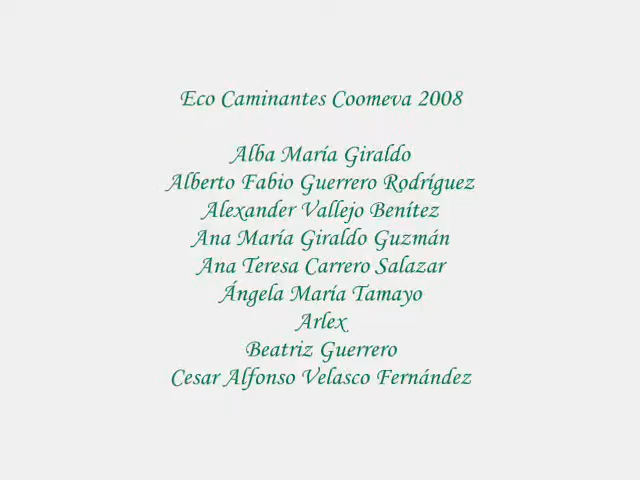 Eco Caminantes Coomeva 2008
Alba María Giraldo
Alberto Fabio Guerrero Rodríguez
Alexander Vallejo Benítez
Ana María Giraldo Guzmán
Ana Teresa Carrero Salazar
Ángela María Tamayo
Arlex
Beatriz Guerrero
Cesar Alfonso Velasco Fernández